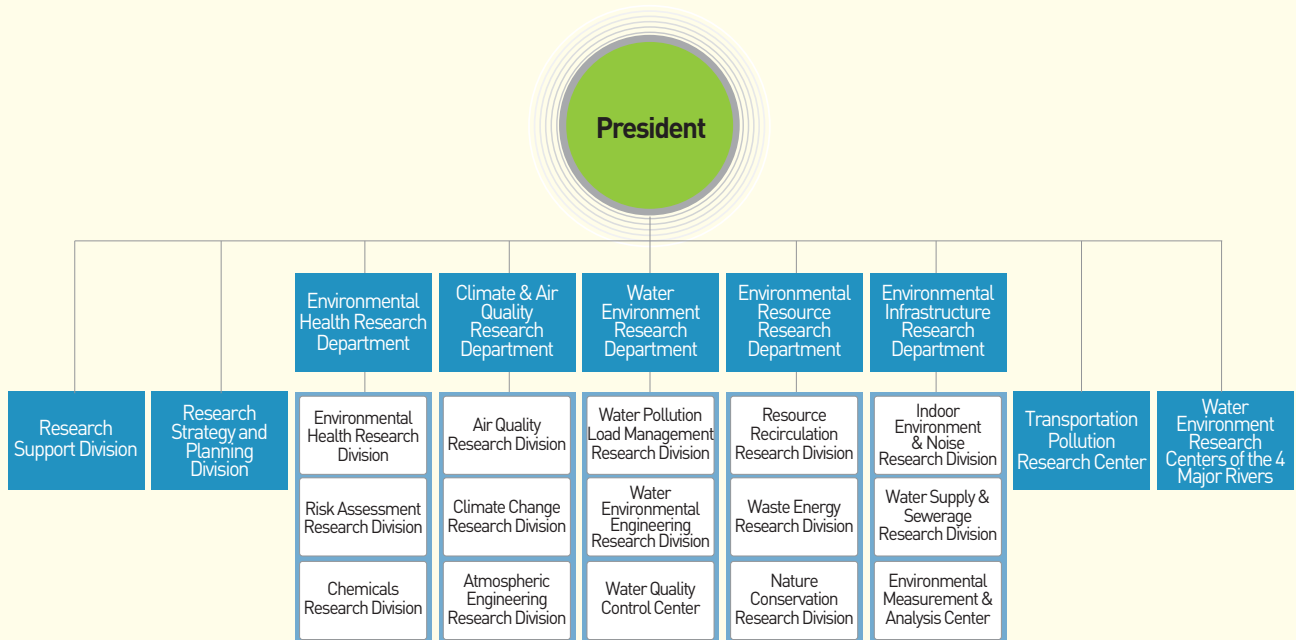 President
Environmental
Health Research
Department
Climate & Air
Quality
Research
Department
Water
Environment
Research
Department
Environmental
Resource
Research
Department
Environmental
Infrastructure
Research
Department
Research
Support Division
Research
Strategy and
Planning
Division
Environmental
Health Research
Division
Risk Assessment
Research Division
Chemicals
Research Division
Air Quality
Research Division
Climate Change
Research Division
Atmospheric
Engineering
Research Division
Water Pollution
Load Management
Research Division
Water
Environmental
Engineering
Research Division
Water Quality
Control Center
Resource
Recirculation
Research Division
Waste Energy
Research Division
Nature
Conservation
Research Division
Indoor
Environment
& Noise
Research Division
Water Supply &
Sewerage
Research Division
Environmental
Measurement &
Analysis Center
Transportation
Pollution
Research Center
Water
Environment
Research
Centers of the 4
Major Rivers